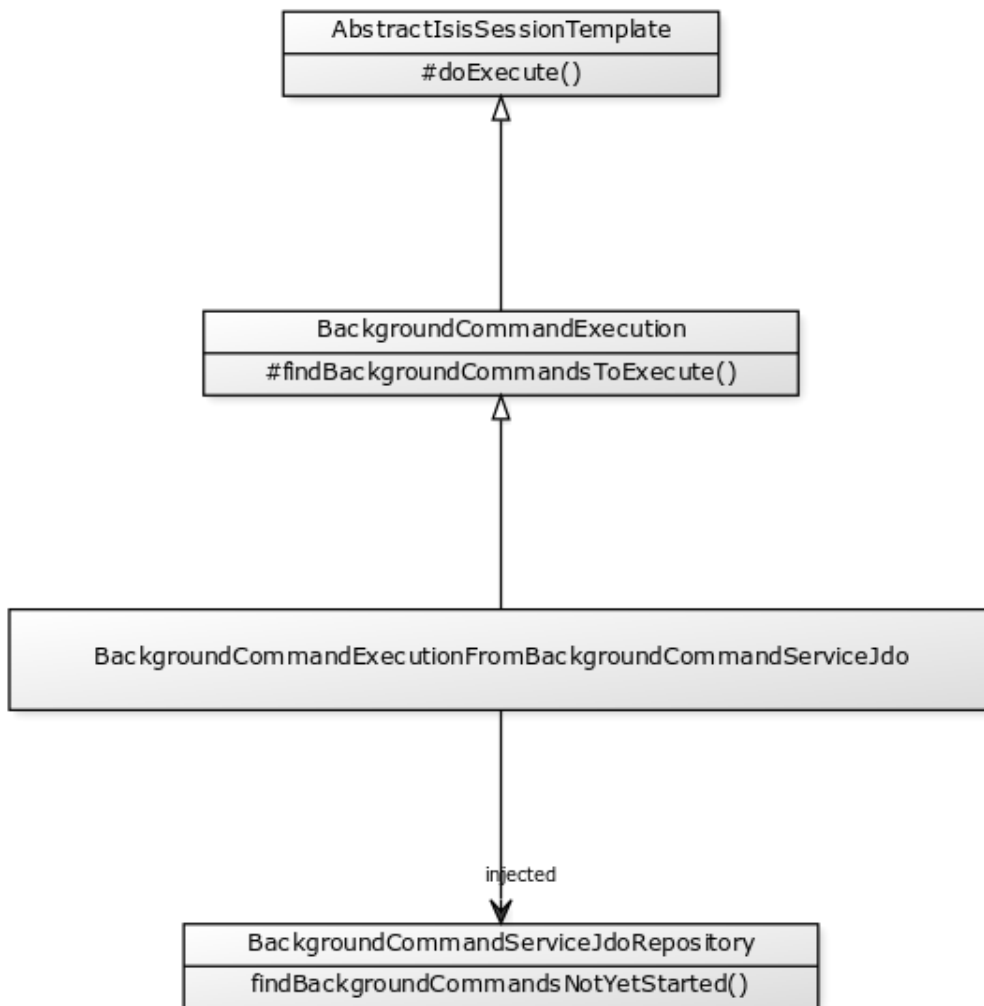 AbstractIsisSessionTemplate
#doExecute()
BackgroundCommandExecution
#findBackgroundCommandsToExecute()
BackgroundCommandExecutionFromBackgroundCommandServiceJdo
injected
BackgroundCommandServiceJdoRepository
findBackgroundCommandsNotYetStarted()